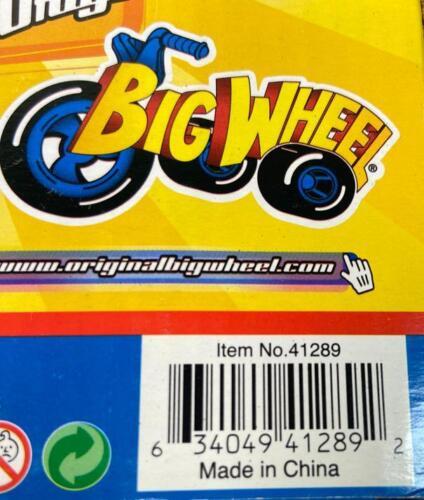 BIG WHEEL®
www.originalbigwheel.com
Item No.41289
6 34049 41289 2
Made in China